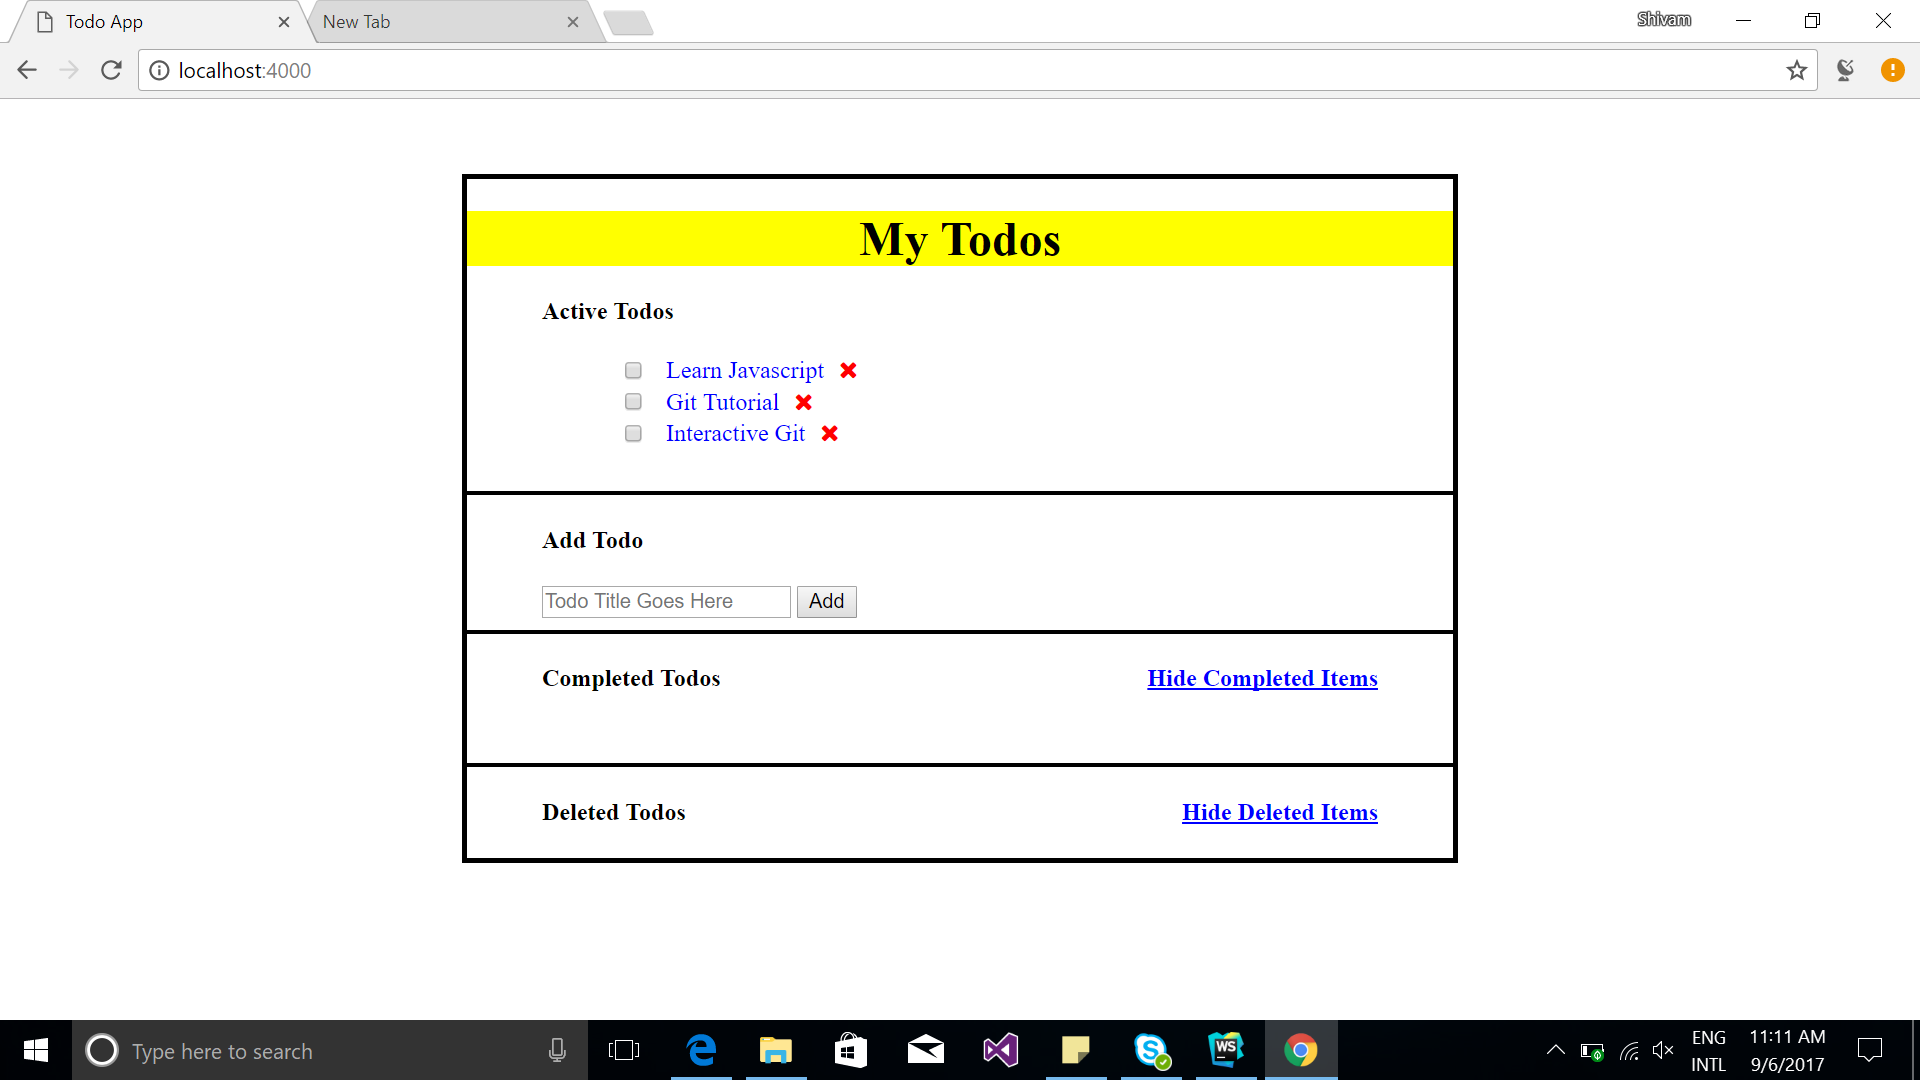 Todo App
New Tab
Shivam
localhost:4000
My Todos
Active Todos
Learn Javascript
Git Tutorial
Interactive Git
Add Todo
Todo Title Goes Here Add
Completed Todos Hide Completed Items
Deleted Todos Hide Deleted Items
Type here to search
WS
ENG
INTL
11:11 AM
9/6/2017